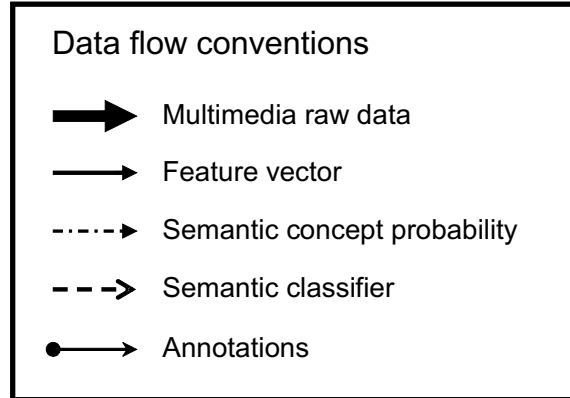 Data flow conventions
Multimedia raw data
Feature vector
Semantic concept probability
Semantic classifier
Annotations